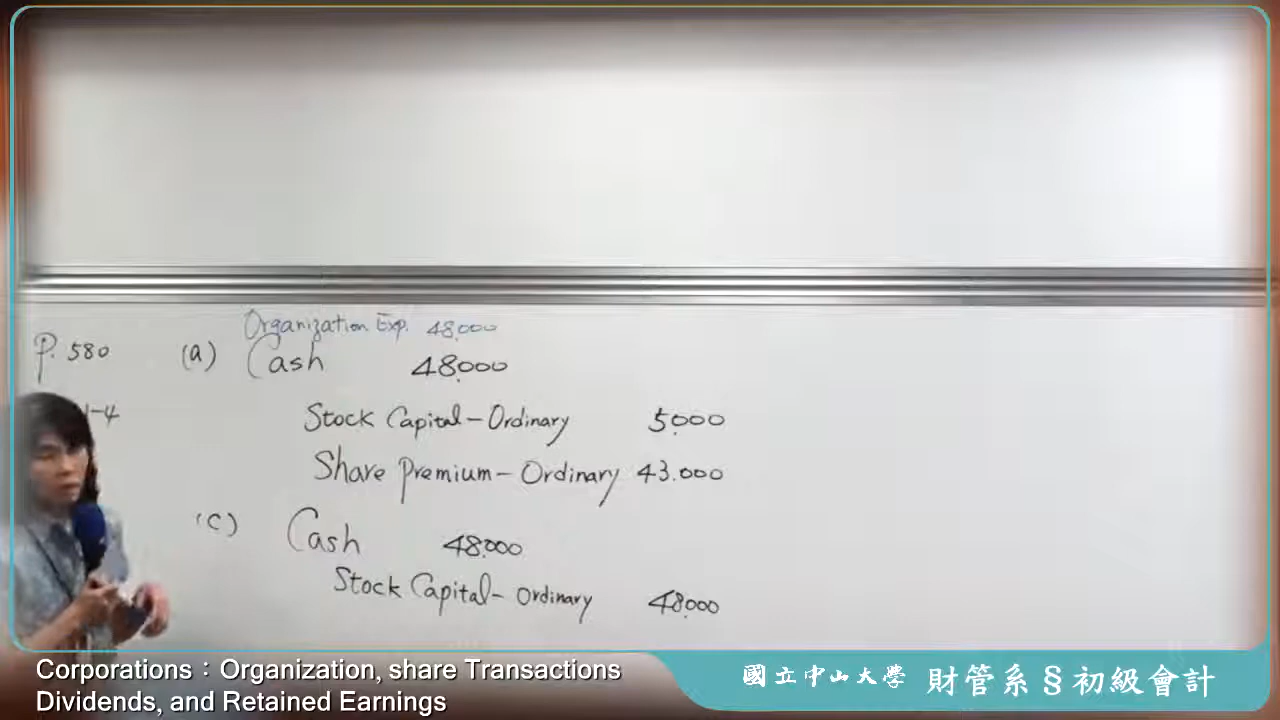 Organization Exp. 48,000
P. 580 (a) Cash 48,000
-4
Stock Capital-Ordinary 5,000
Share Premium-Ordinary 43,000
(c) Cash 48,000
Stock Capital-Ordinary 48,000
Corporations：Organization, share Transactions
Dividends, and Retained Earnings
國立中山大學 財管系§初級會計